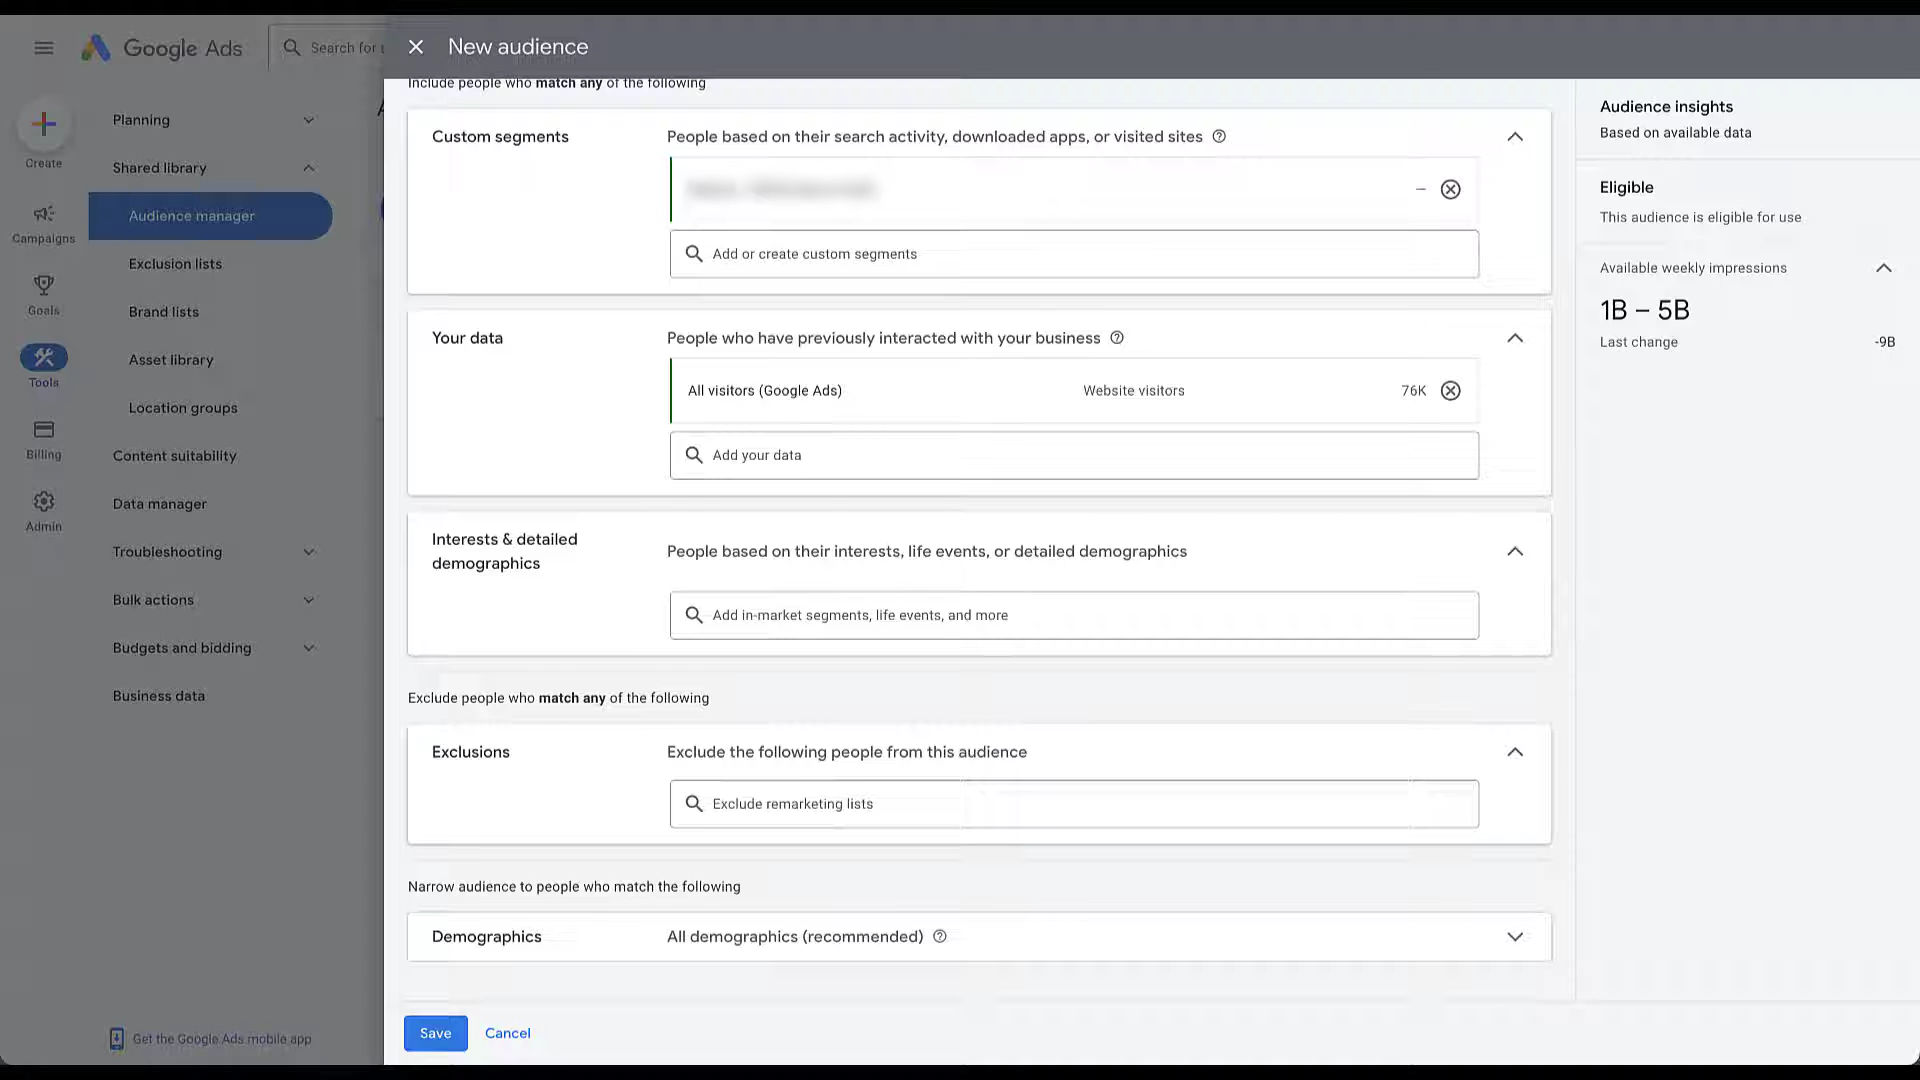 Google Ads
Search for
New audience
Create
Campaigns
Goals
Tools
Billing
Admin
Planning
Shared library
Audience manager
Exclusion lists
Brand lists
Asset library
Location groups
Content suitability
Data manager
Troubleshooting
Bulk actions
Budgets and bidding
Business data
Get the Google Ads mobile app
Include people who match any of the following
Custom segments
People based on their search activity, downloaded apps, or visited sites
–
Add or create custom segments
Your data
People who have previously interacted with your business
All visitors (Google Ads) Website visitors 76K
Add your data
Interests & detailed
demographics
People based on their interests, life events, or detailed demographics
Add in-market segments, life events, and more
Exclude people who match any of the following
Exclusions
Exclude the following people from this audience
Exclude remarketing lists
Narrow audience to people who match the following
Demographics
All demographics (recommended)
Save
Cancel
Audience insights
Based on available data
Eligible
This audience is eligible for use
Available weekly impressions
1B – 5B
Last change -9B